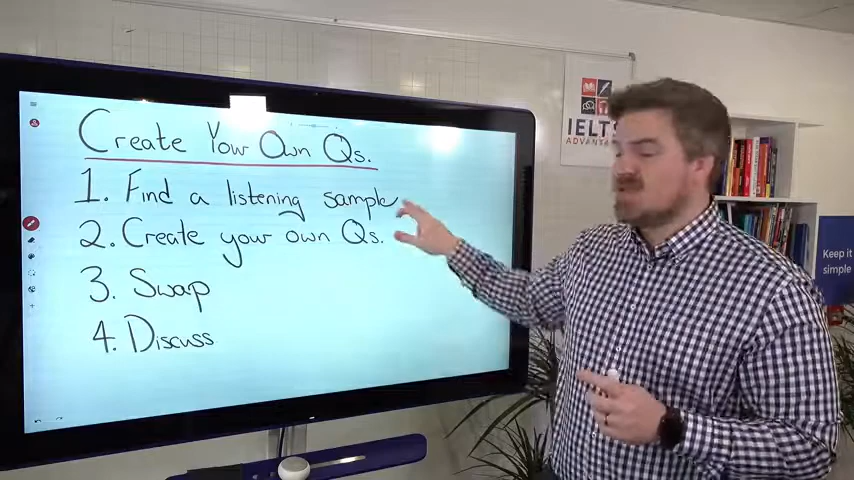 Create Your Own Qs.
1. Find a listening sample
2. Create your own Qs.
3. Swap
4. Discuss
IELTS
ADVANTAGE
Keep it
simple